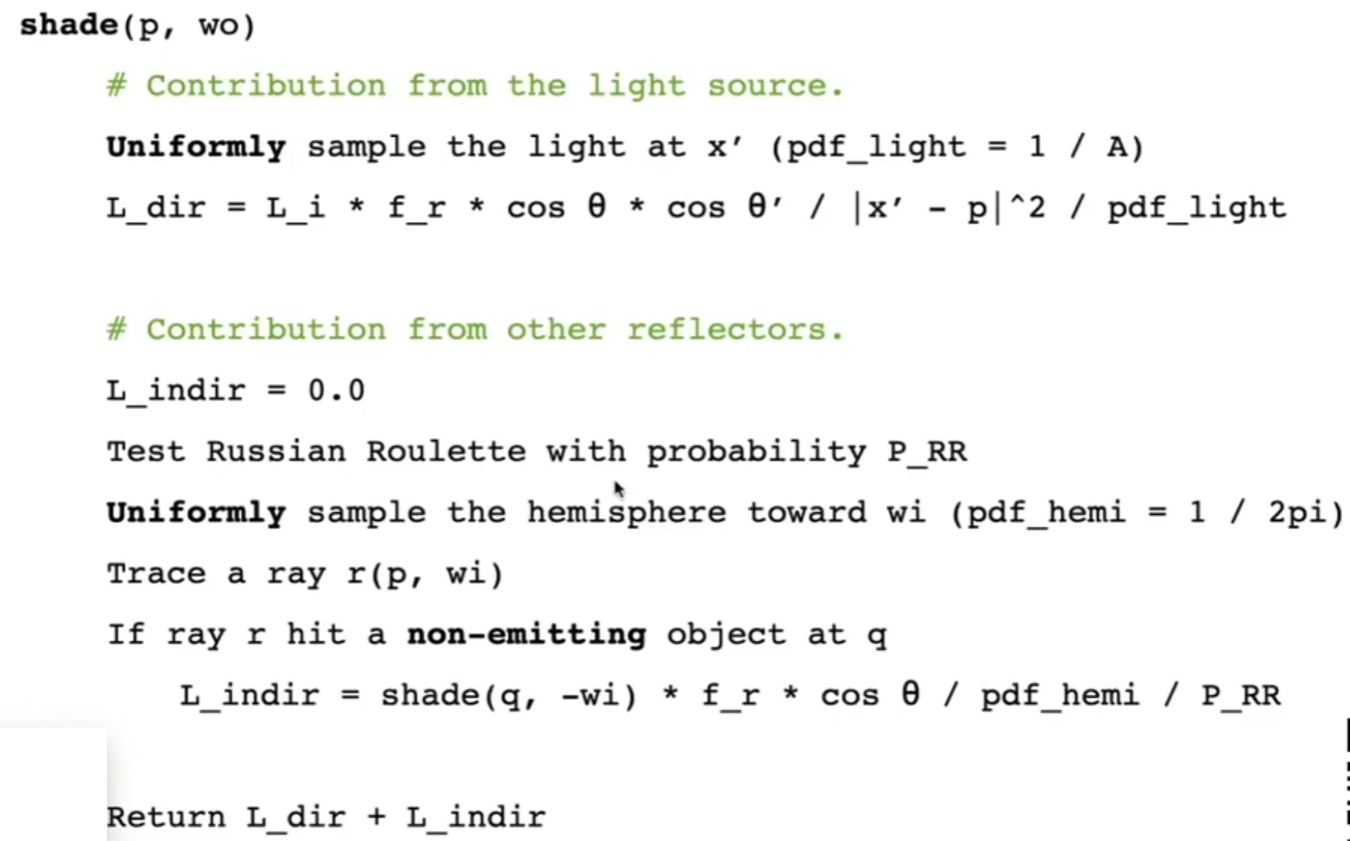 shade(p, wo)
# Contribution from the light source.
Uniformly sample the light at x′ (pdf_light = 1 / A)
L_dir = L_i * f_r * cos θ * cos θ′ / |x′ - p|^2 / pdf_light
# Contribution from other reflectors.
L_indir = 0.0
Test Russian Roulette with probability P_RR
Uniformly sample the hemisphere toward wi (pdf_hemi = 1 / 2pi)
Trace a ray r(p, wi)
If ray r hit a non-emitting object at q
L_indir = shade(q, -wi) * f_r * cos θ / pdf_hemi / P_RR
Return L_dir + L_indir